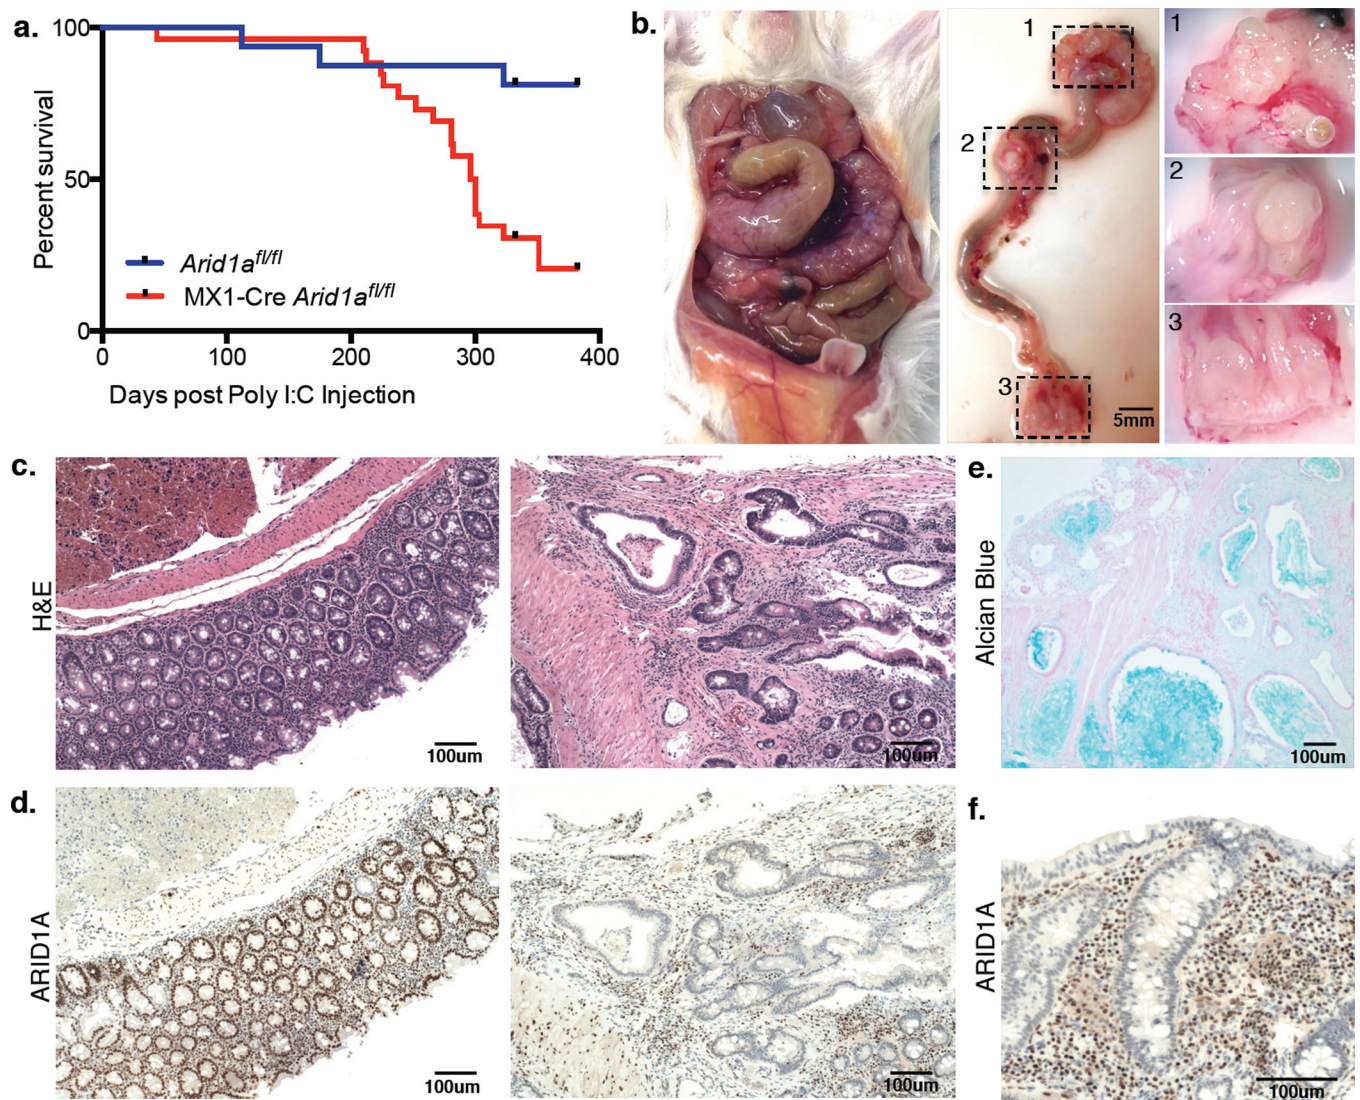 a.
100
50
0
Percent survival
Arid1a^fl/fl
MX1-Cre Arid1a^fl/fl
0 100 200 300 400
Days post Poly I:C Injection
b.
1
2
3
5mm
1
2
3
c.
H&E
100um
100um
e.
Alcian Blue
100um
d.
ARID1A
100um
100um
f.
ARID1A
100um